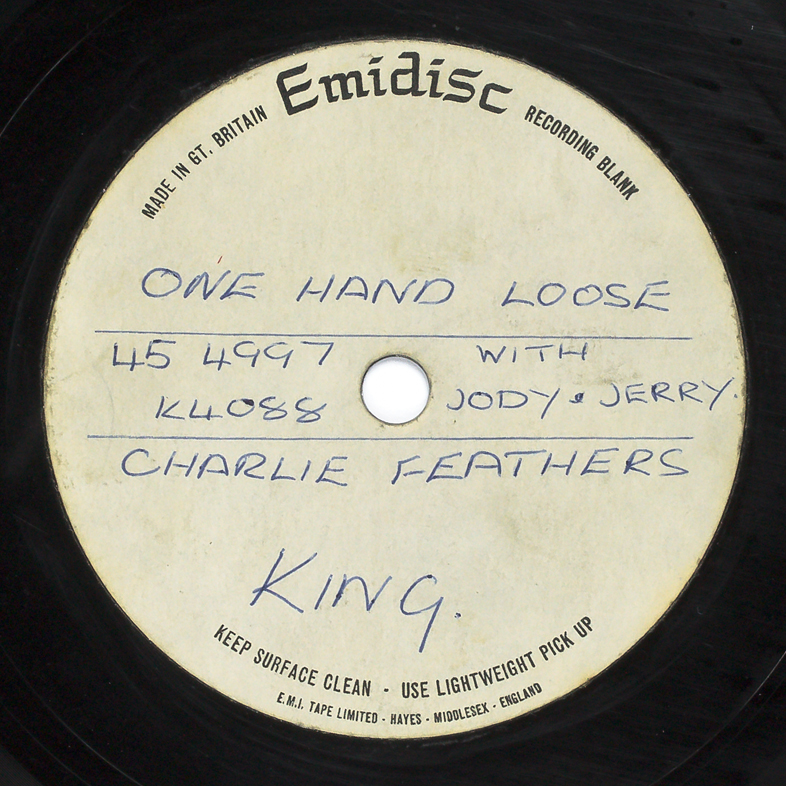 Emidisc
MADE IN GT. BRITAIN
RECORDING BLANK
ONE HAND LOOSE
45 4997
K4088
WITH
JODY & JERRY.
CHARLIE FEATHERS
KING.
KEEP SURFACE CLEAN - USE LIGHTWEIGHT PICK UP
E.M.I. TAPE LIMITED - HAYES - MIDDLESEX - ENGLAND